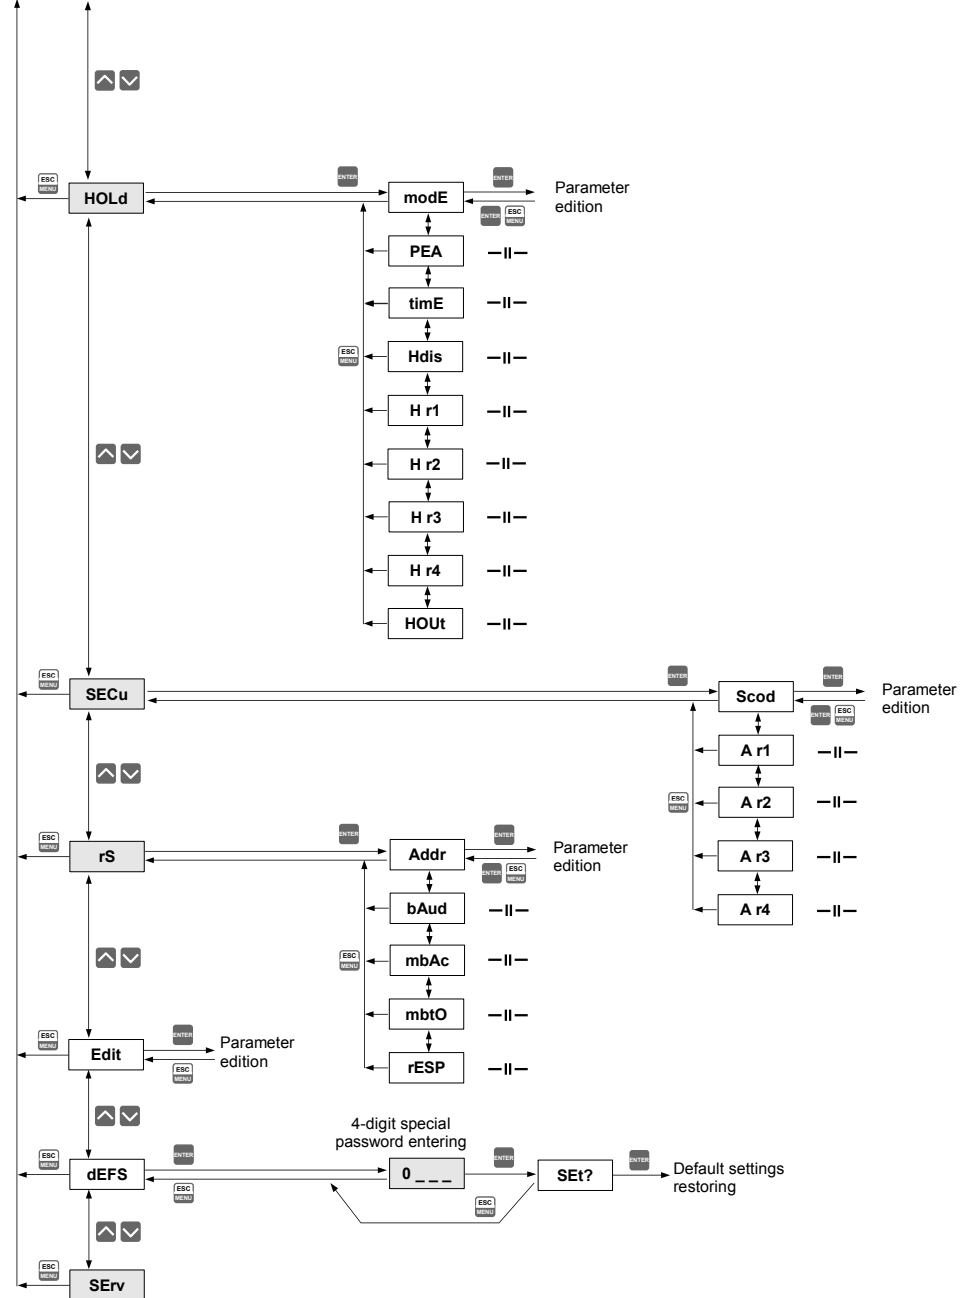 ESC
MENU
HOLd
ENTER
modE
ENTER
ENTER
ESC
MENU
Parameter
edition
PEA
—II—
timE
—II—
ESC
MENU
Hdis
—II—
H r1
—II—
H r2
—II—
H r3
—II—
H r4
—II—
HOUt
—II—
ESC
MENU
SECu
ENTER
Scod
ENTER
ENTER
ESC
MENU
Parameter
edition
A r1
—II—
ESC
MENU
A r2
—II—
A r3
—II—
A r4
—II—
ESC
MENU
rS
ENTER
Addr
ENTER
ENTER
ESC
MENU
Parameter
edition
bAud
—II—
ESC
MENU
mbAc
—II—
mbtO
—II—
rESP
—II—
ESC
MENU
Edit
ENTER
ESC
MENU
Parameter
edition
ESC
MENU
dEFS
ENTER
ESC
MENU
4-digit special
password entering
0 _ _ _
ENTER
ESC
MENU
SEt?
ENTER
Default settings
restoring
ESC
MENU
SErv